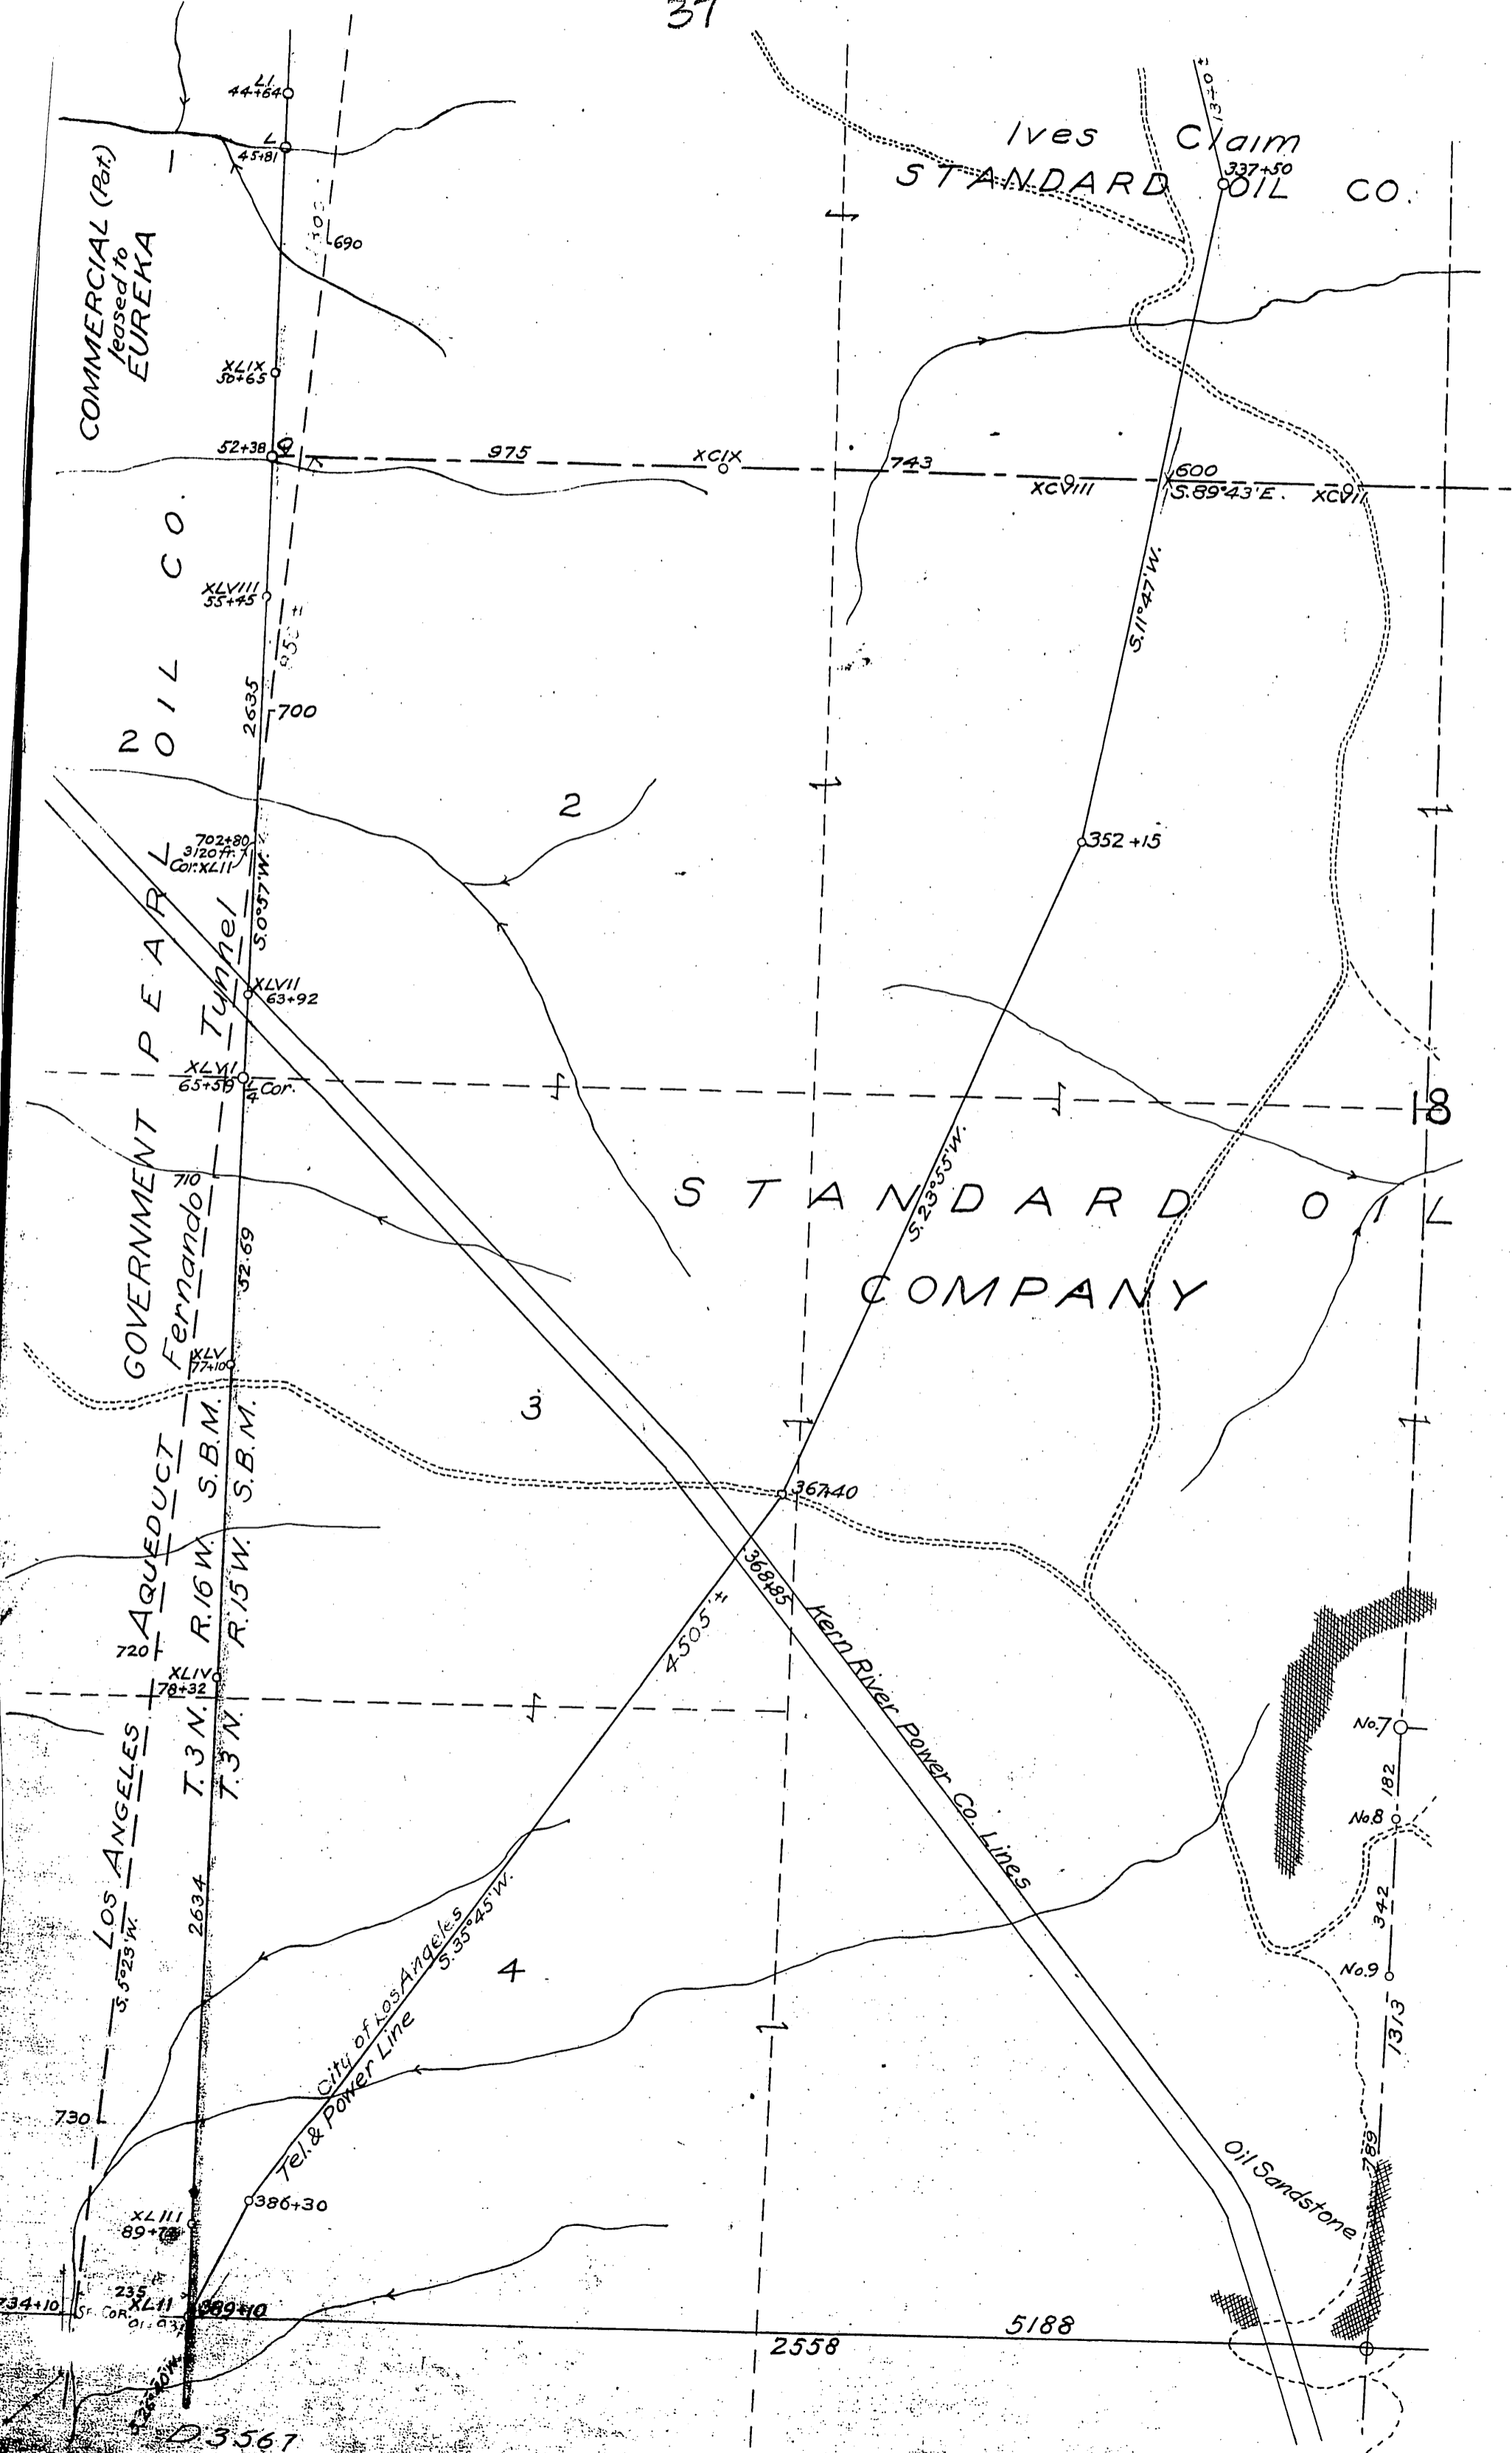 37
LI
44+64
L
45+81
Ives Claim
STANDARD OIL CO.
337+50
COMMERCIAL (Pat.)
leased to
EUREKA
690
XLIX
50+65
52+38
975
XCIX
743
XCVIII
600
S.89°43'E.
XCVII
S.11°47'W.
XLVIII
55+45
950±
2635
700
2
2
GOVERNMENT PEARL OIL CO.
702+80
3120 ft.
Cor. XLII
S.0°57'W.
352+15
XLVII
63+92
XLVI
65+59
1/4 Cor.
18
710
STANDARD OIL
COMPANY
S.23°55'W.
52.69
XLV
77+10
3
LOS ANGELES AQUEDUCT Fernando Tunnel
T.3N. R.16W. S.B.M.
T.3N. R.15W. S.B.M.
367+40
368+85
4505'±
Kern River Power Co. Lines
720
XLIV
78+32
No.7
182
No.8
342
No.9
1313
S.5°23'W.
2634
City of Los Angeles
Tel. & Power Line
S.35°45'W.
4
730
789
Oil Sandstone
386+30
XLIII
235
734+10
XLII
389+10
5188
2558
D3567